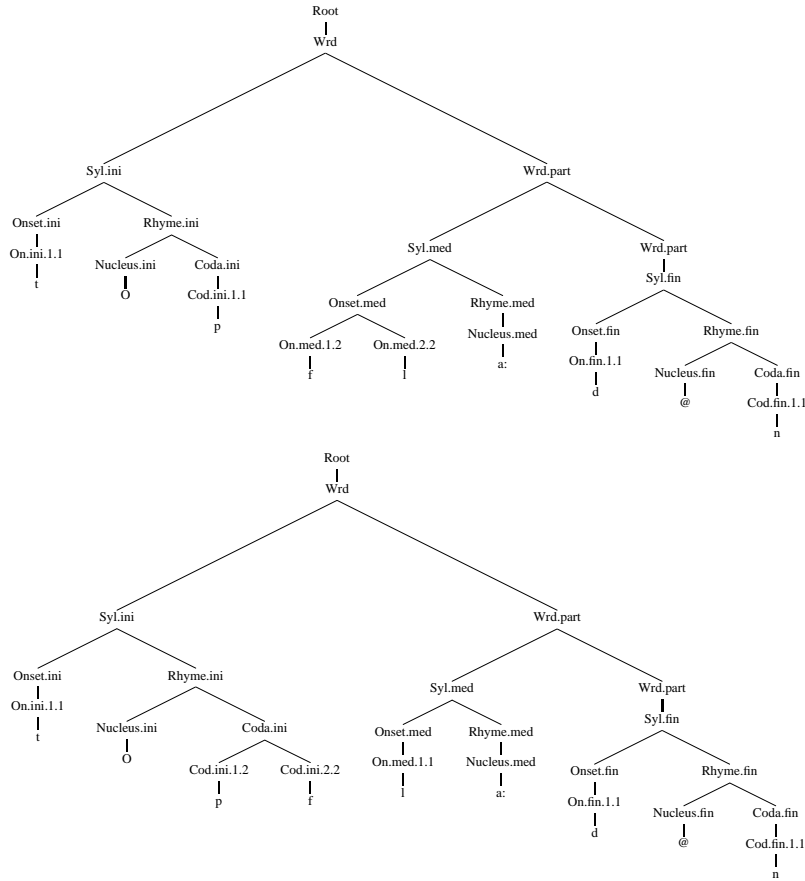 Root
Wrd
Syl.ini Wrd.part
Onset.ini Rhyme.ini Syl.med Wrd.part
On.ini.1.1 Nucleus.ini Coda.ini Onset.med Rhyme.med Syl.fin
t O Cod.ini.1.1 On.med.1.2 On.med.2.2 Nucleus.med Onset.fin Rhyme.fin
p f l a: On.fin.1.1 Nucleus.fin Coda.fin
d @ Cod.fin.1.1
n
Root
Wrd
Syl.ini Wrd.part
Onset.ini Rhyme.ini Syl.med Wrd.part
On.ini.1.1 Nucleus.ini Coda.ini Onset.med Rhyme.med Syl.fin
t O Cod.ini.1.2 Cod.ini.2.2 On.med.1.1 Nucleus.med Onset.fin Rhyme.fin
p f l a: On.fin.1.1 Nucleus.fin Coda.fin
d @ Cod.fin.1.1
n